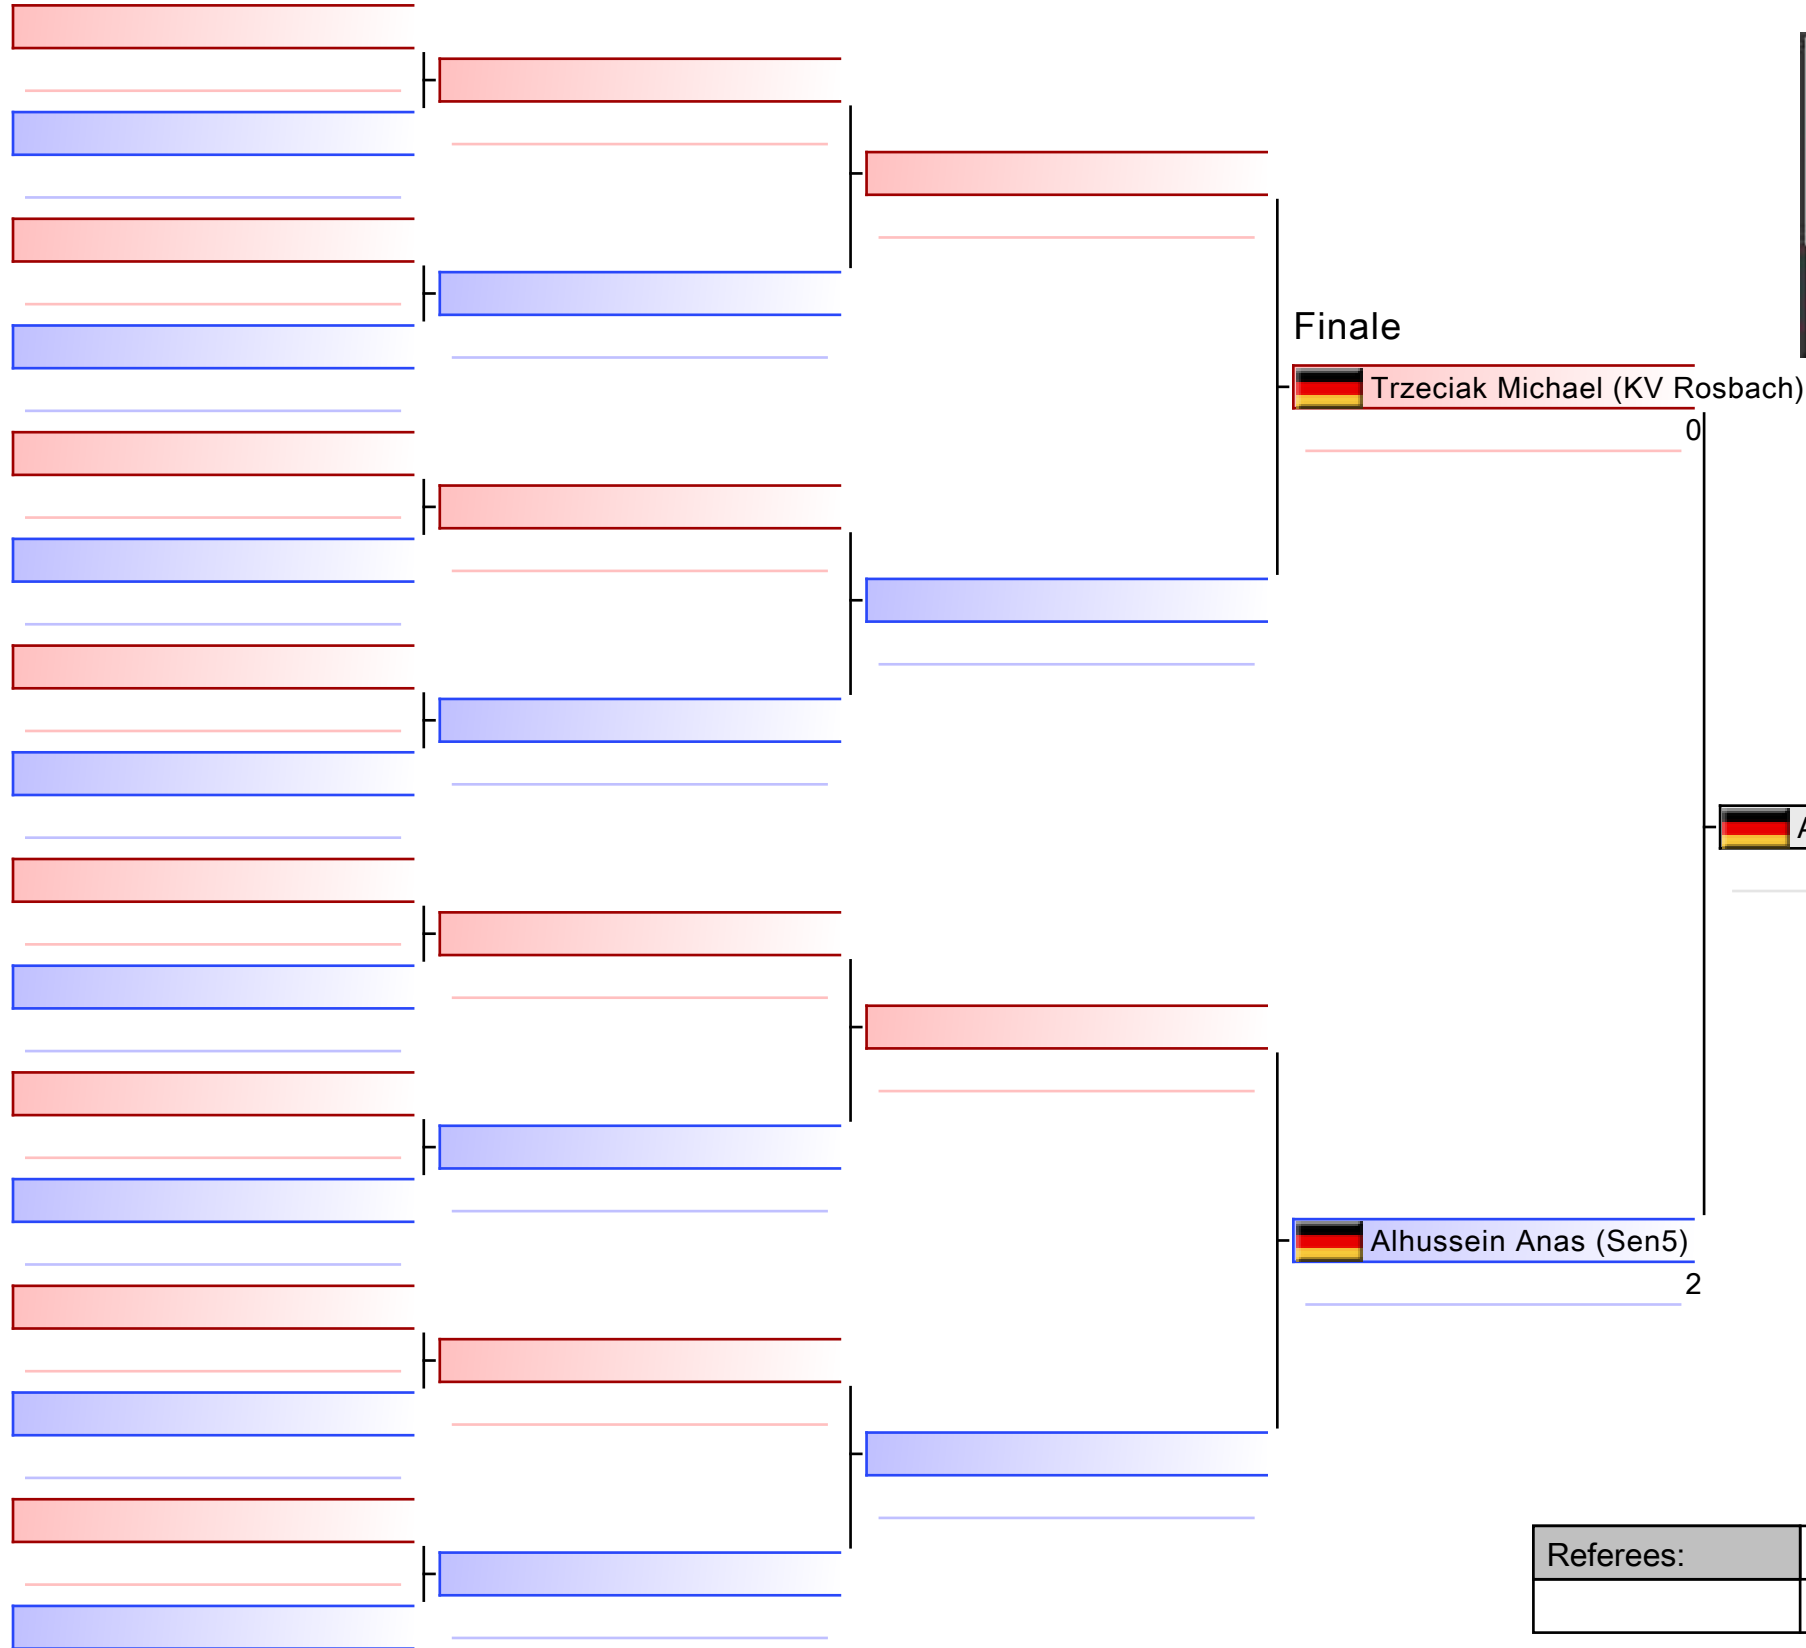 Finale
Trzeciak Michael (KV Rosbach)
0
A
Alhussein Anas (Sen5)
2
Referees: